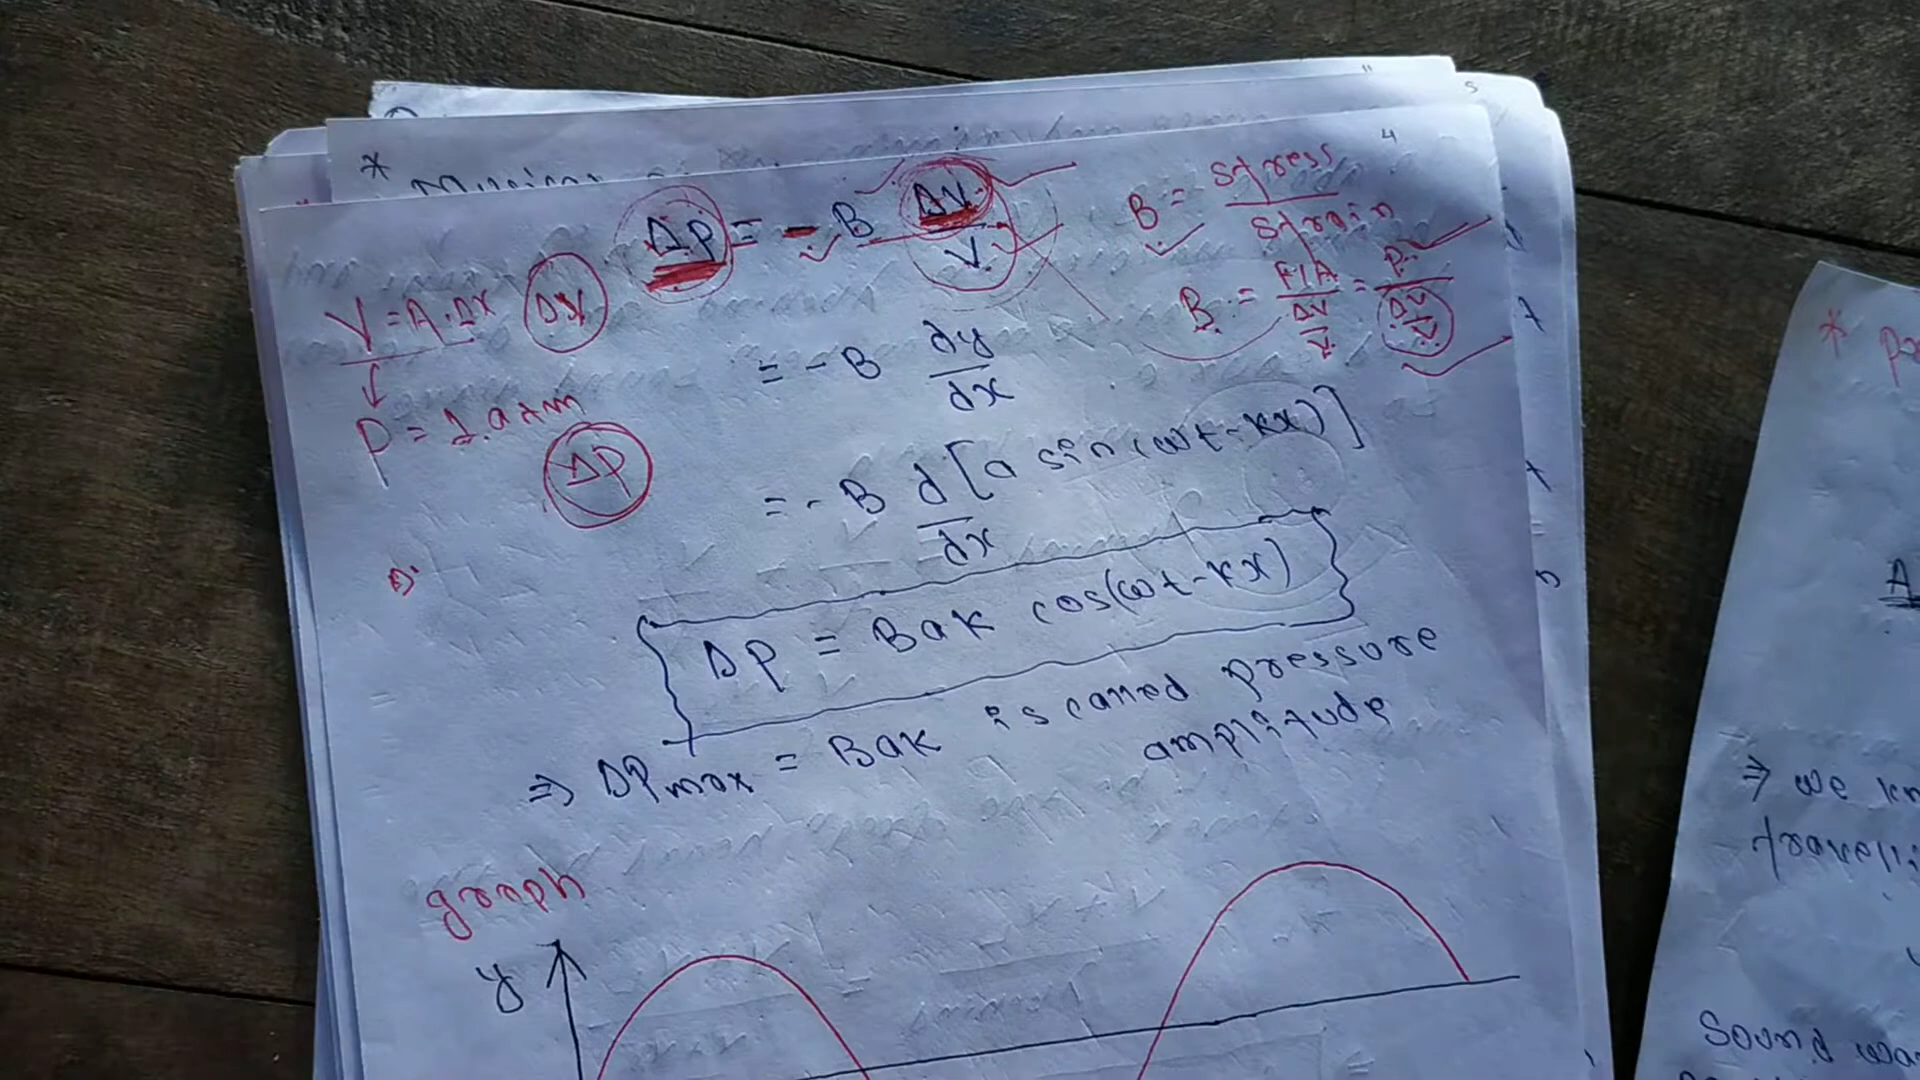 *
4
ΔP = - B ΔV/V
B = stress/strain
V = A·Δx ΔV
B = F/A / ΔV/V = P / ΔV/V
= - B dy/dx
P = 1 atm
ΔP
= - B d/dx [a sin(ωt-kx)]
ΔP = Bak cos(ωt-kx)
⇒ ΔPmax = Bak is called pressure
amplitude
graph
y
*
A
⇒ we kn
travelli
Sound wa